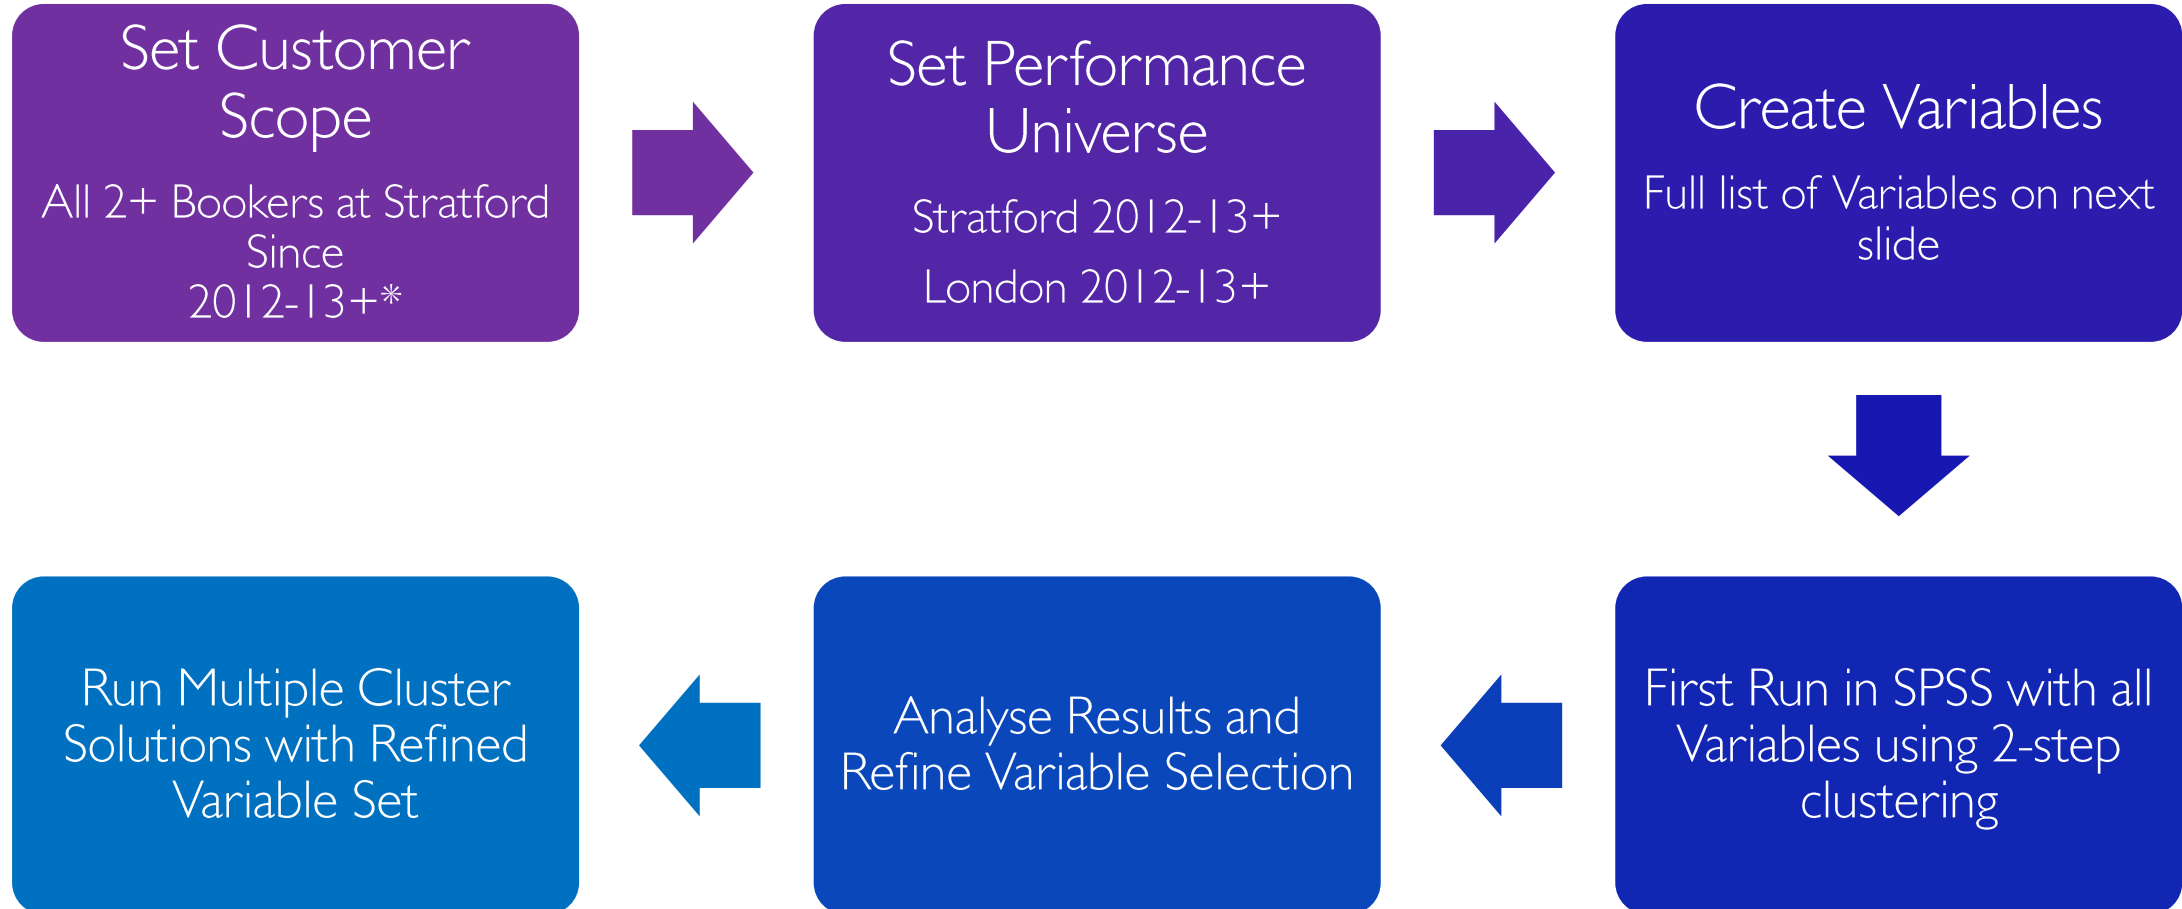 Set Customer
Scope
All 2+ Bookers at Stratford
Since
2012-13+*
Set Performance
Universe
Stratford 2012-13+
London 2012-13+
Create Variables
Full list of Variables on next
slide
First Run in SPSS with all
Variables using 2-step
clustering
Analyse Results and
Refine Variable Selection
Run Multiple Cluster
Solutions with Refined
Variable Set